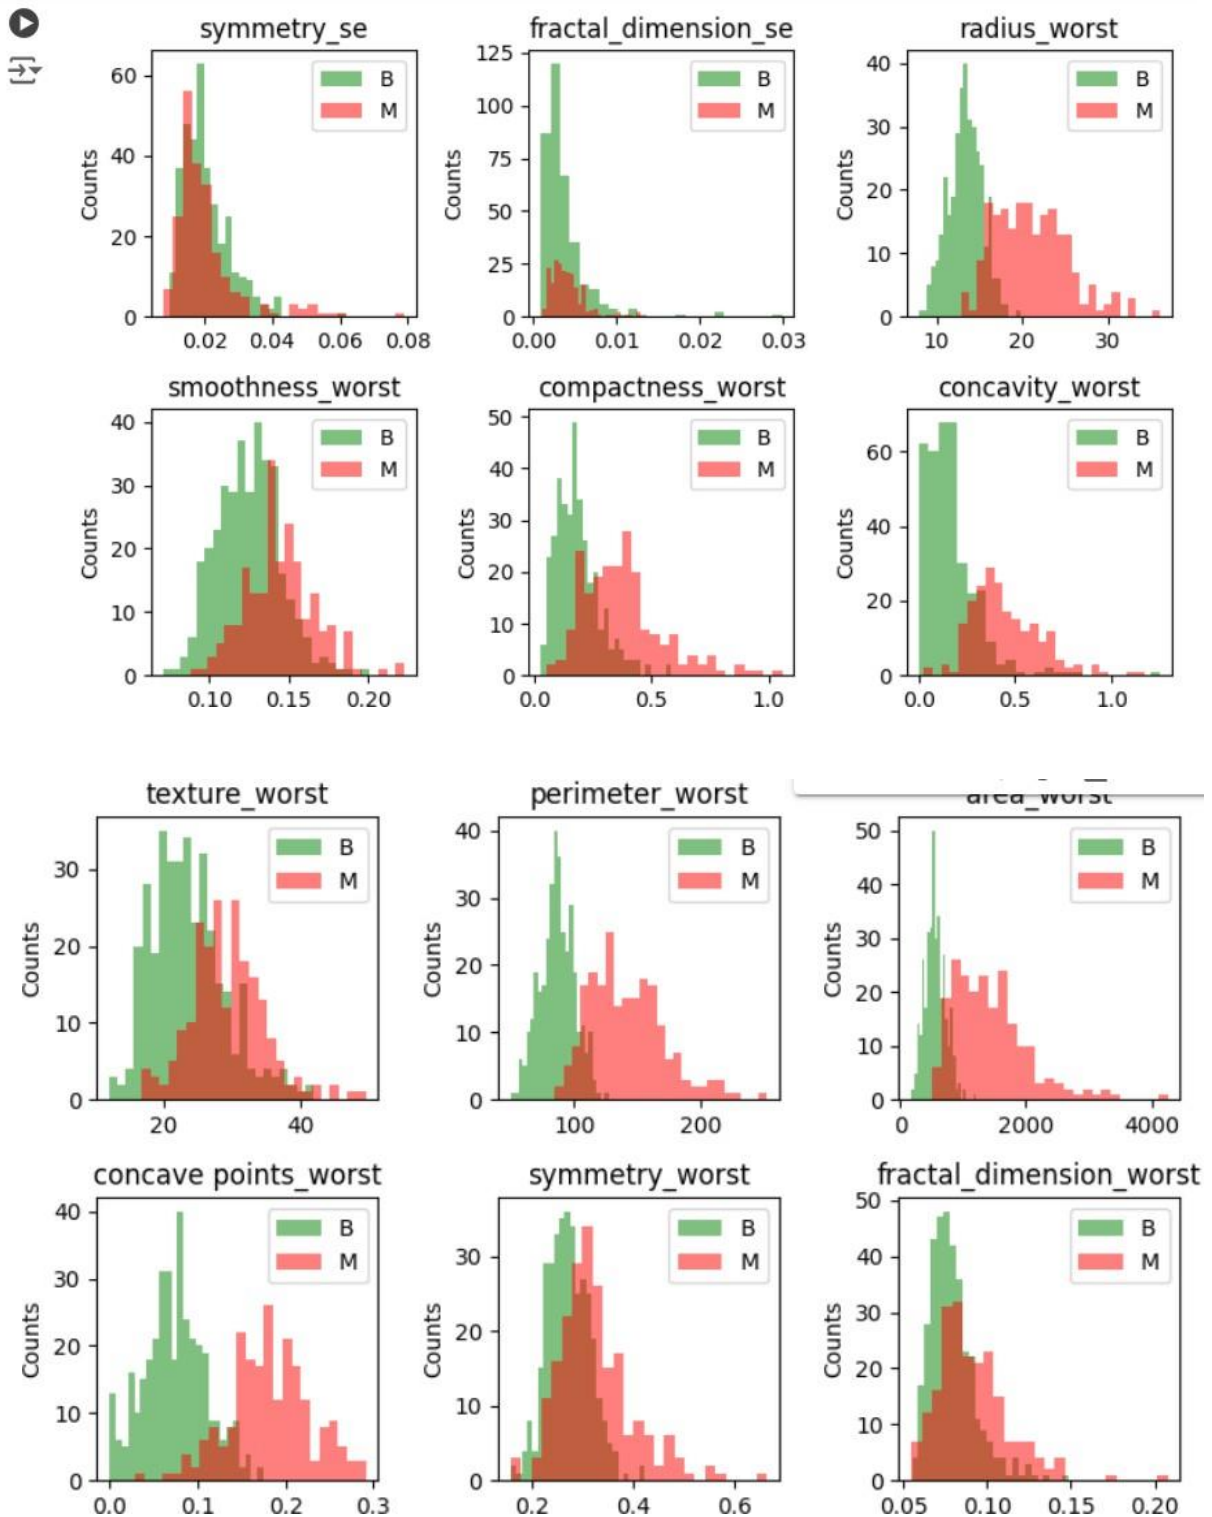 symmetry_se
fractal_dimension_se
radius_worst
60
40
20
0
Counts
B
M
0.02 0.04 0.06 0.08
125
100
75
50
25
0
Counts
B
M
0.00 0.01 0.02 0.03
40
30
20
10
0
Counts
B
M
10 20 30
smoothness_worst
compactness_worst
concavity_worst
40
30
20
10
0
Counts
B
M
0.10 0.15 0.20
50
40
30
20
10
0
Counts
B
M
0.0 0.5 1.0
60
40
20
0
Counts
B
M
0.0 0.5 1.0
texture_worst
perimeter_worst
area_worst
30
20
10
0
Counts
B
M
20 40
40
30
20
10
0
Counts
B
M
100 200
50
40
30
20
10
0
Counts
B
M
0 2000 4000
concave points_worst
symmetry_worst
fractal_dimension_worst
40
30
20
10
0
Counts
B
M
0.0 0.1 0.2 0.3
30
20
10
0
Counts
B
M
0.2 0.4 0.6
50
40
30
20
10
0
Counts
B
M
0.05 0.10 0.15 0.20